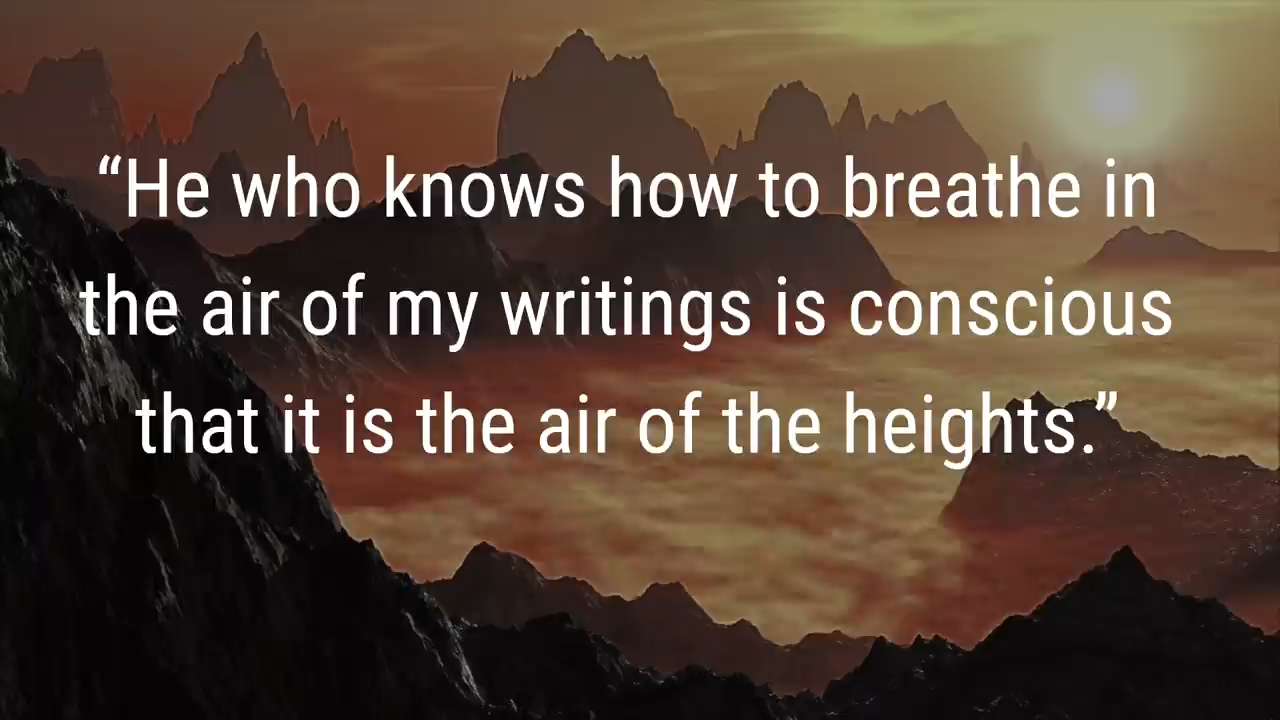 “He who knows how to breathe in
the air of my writings is conscious
that it is the air of the heights.”